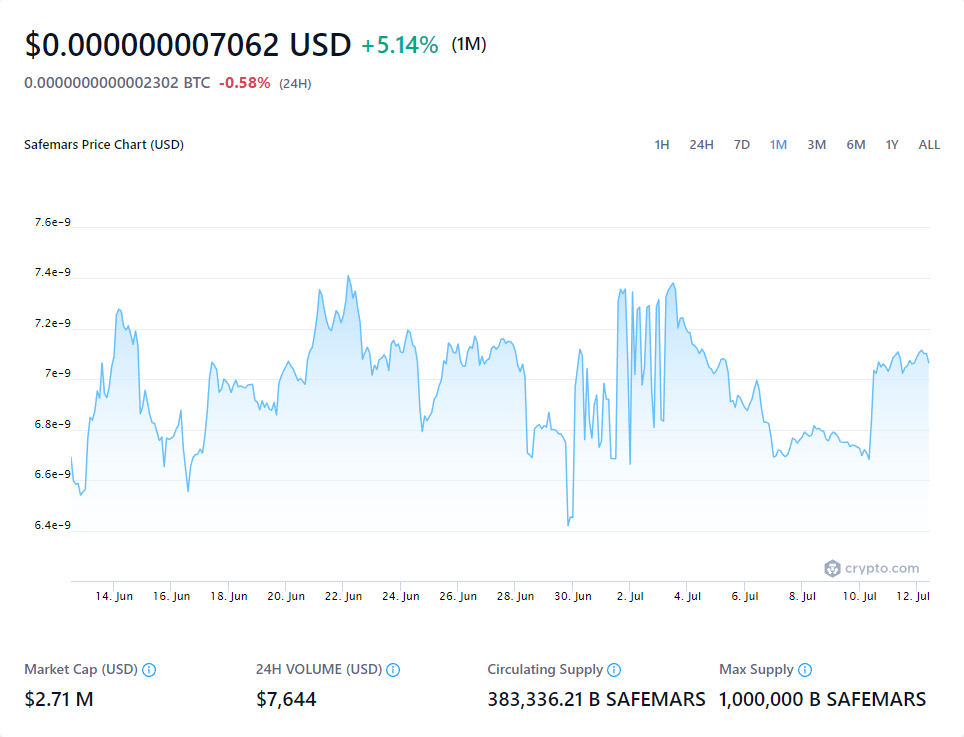 $0.000000007062 USD +5.14% (1M)
0.0000000000002302 BTC -0.58% (24H)
Safemars Price Chart (USD) 1H 24H 7D 1M 3M 6M 1Y ALL
7.6e-9
7.4e-9
7.2e-9
7e-9
6.8e-9
6.6e-9
6.4e-9
crypto.com
14. Jun 16. Jun 18. Jun 20. Jun 22. Jun 24. Jun 26. Jun 28. Jun 30. Jun 2. Jul 4. Jul 6. Jul 8. Jul 10. Jul 12. Jul
Market Cap (USD) 24H VOLUME (USD) Circulating Supply Max Supply
$2.71 M $7,644 383,336.21 B SAFEMARS 1,000,000 B SAFEMARS